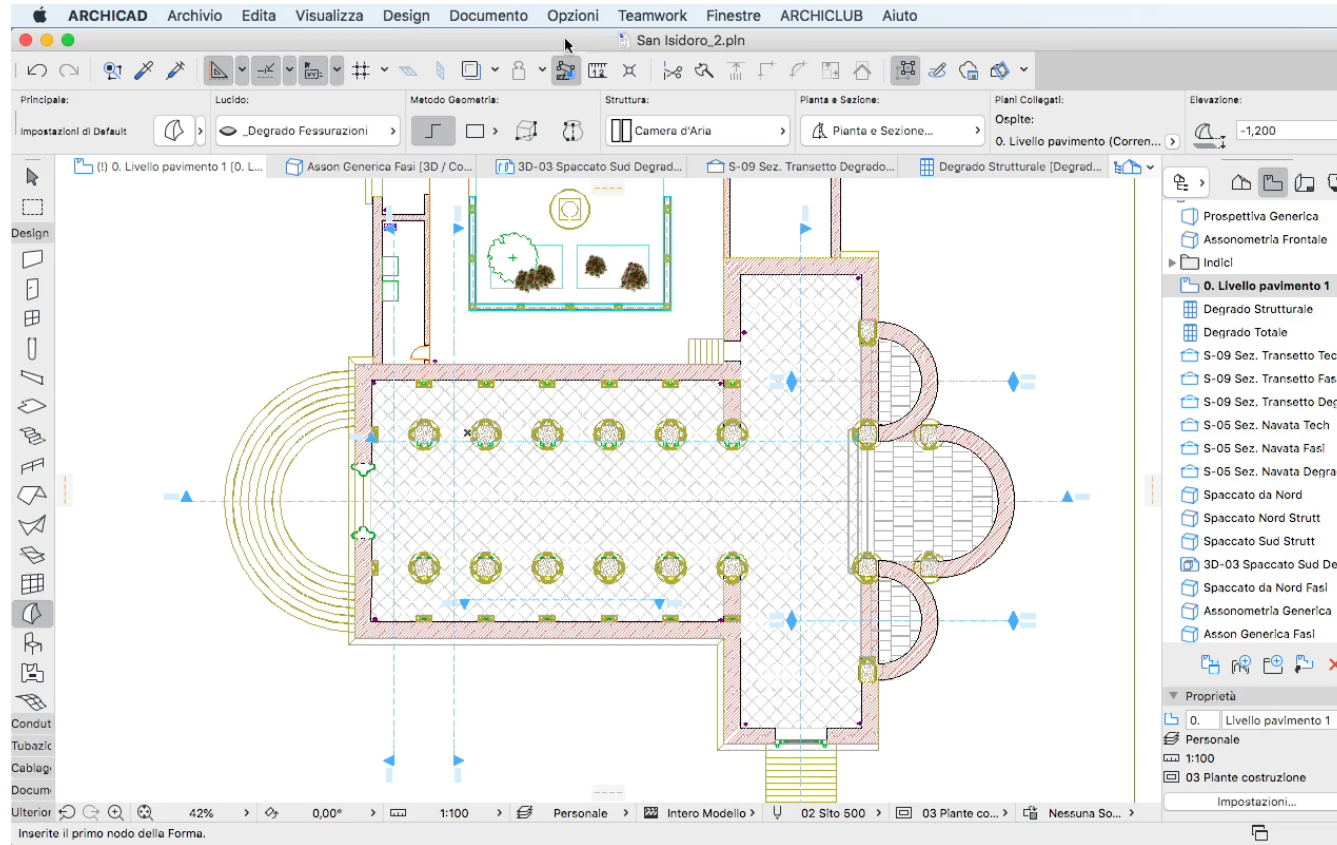 ARCHICAD Archivio Edita Visualizza Design Documento Opzioni Teamwork Finestre ARCHICLUB Aiuto
San Isidoro_2.pln
Principale: Lucido: Metodo Geometria: Struttura: Pianta e Sezione: Piani Collegati: Elevazione:
Impostazioni di Default _Degrado Fessurazioni Camera d'Aria Pianta e Sezione... Ospite: -1,200
0. Livello pavimento (Corren...
(!) 0. Livello pavimento 1 [0. L... Asson Generica Fasi [3D / Co... 3D-03 Spaccato Sud Degrad... S-09 Sez. Transetto Degrado... Degrado Strutturale [Degrad...
Design
Condut
Tubazic
Cablag
Docum
Ulterior
Prospettiva Generica
Assonometria Frontale
Indici
0. Livello pavimento 1
Degrado Strutturale
Degrado Totale
S-09 Sez. Transetto Tec
S-09 Sez. Transetto Fas
S-09 Sez. Transetto Deg
S-05 Sez. Navata Tech
S-05 Sez. Navata Fasi
S-05 Sez. Navata Degra
Spaccato da Nord
Spaccato Nord Strutt
Spaccato Sud Strutt
3D-03 Spaccato Sud De
Spaccato da Nord Fasi
Assonometria Generica
Asson Generica Fasi
Proprietà
0. Livello pavimento 1
Personale
1:100
03 Piante costruzione
Impostazioni...
42% 0,00° 1:100 Personale Intero Modello 02 Sito 500 03 Piante co... Nessuna So...
Inserite il primo nodo della Forma.